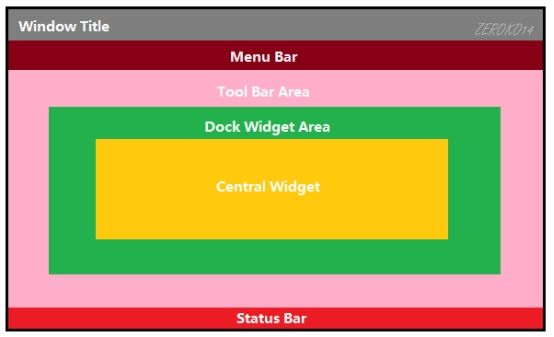 Window Title
ZEROKO14
Menu Bar
Tool Bar Area
Dock Widget Area
Central Widget
Status Bar